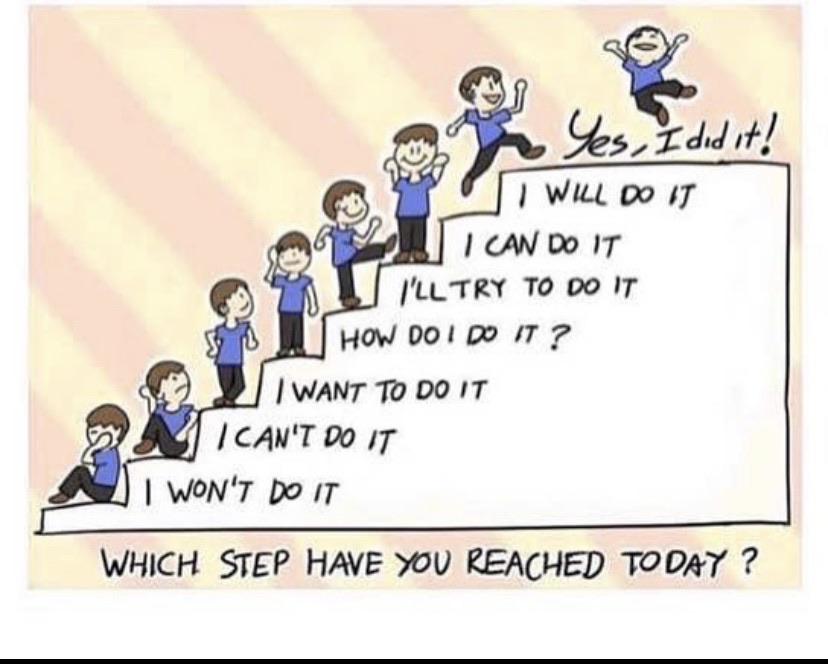 Yes, I did it!
I WILL DO IT
I CAN DO IT
I'LL TRY TO DO IT
HOW DO I DO IT?
I WANT TO DO IT
I CAN'T DO IT
I WON'T DO IT
WHICH STEP HAVE YOU REACHED TODAY?